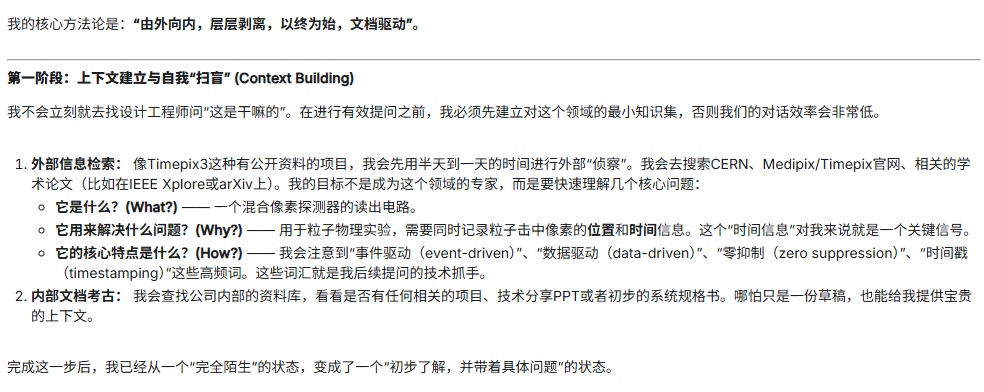 我的核心方法论是：“由外向内，层层剥离，以终为始，文档驱动”。
第一阶段：上下文建立与自我“扫盲” (Context Building)
我不会立刻就去找设计工程师问“这是干嘛的”。在进行有效提问之前，我必须先建立对这个领域的最小知识集，否则我们的对话效率会非常低。
1. 外部信息检索： 像Timepix3这种有公开资料的项目，我会先用半天到一天的时间进行外部“侦察”。我会去搜索CERN、Medipix/Timepix官网、相关的学
术论文（比如在IEEE Xplore或arXiv上）。我的目标不是成为这个领域的专家，而是要快速理解几个核心问题：
○ 它是什么？(What?) —— 一个混合像素探测器的读出电路。
○ 它用来解决什么问题？(Why?) —— 用于粒子物理实验，需要同时记录粒子击中像素的位置和时间信息。这个“时间信息”对我来说就是一个关键信号。
○ 它的核心特点是什么？(How?) —— 我会注意到“事件驱动（event-driven）”、“数据驱动（data-driven）”、“零抑制（zero suppression）”、“时间戳
（timestamping）”这些高频词。这些词汇就是我后续提问的技术抓手。
2. 内部文档考古： 我会查找公司内部的资料库，看看是否有任何相关的项目、技术分享PPT或者初步的系统规格书。哪怕只是一份草稿，也能给我提供宝贵
的上下文。
完成这一步后，我已经从一个“完全陌生”的状态，变成了一个“初步了解，并带着具体问题”的状态。